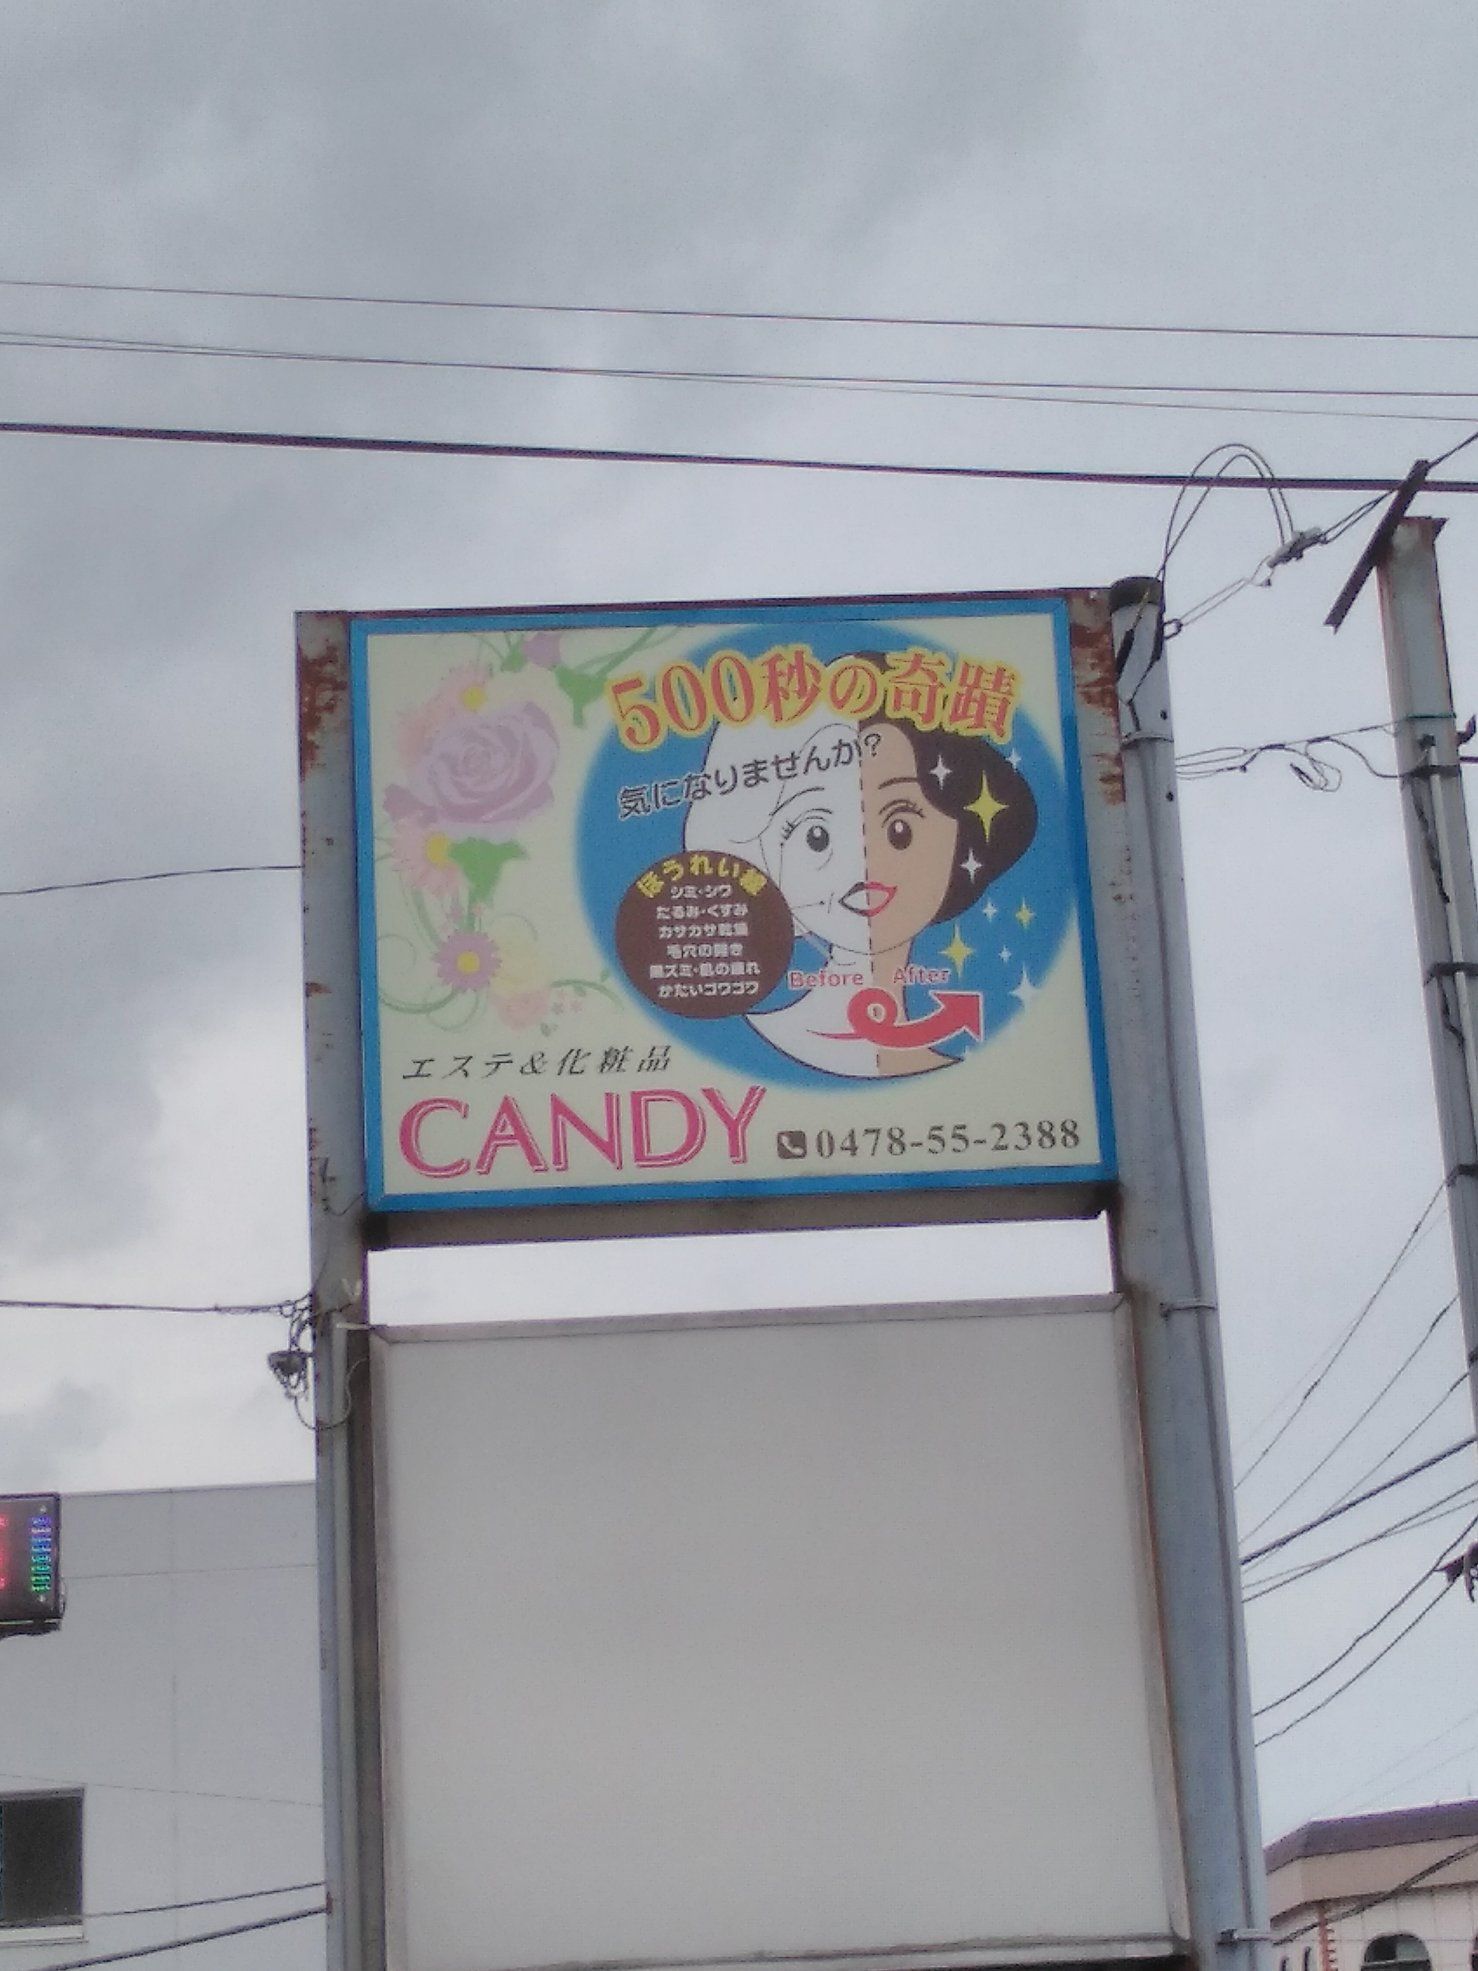 500秒の奇蹟
気になりませんか?
ほうれい線
シミ・シワ
たるみ・くすみ
カサカサ乾燥
毛穴の開き
黒ズミ・肌の疲れ
かたいゴワゴワ
Before After
エステ&化粧品
CANDY 0478-55-2388